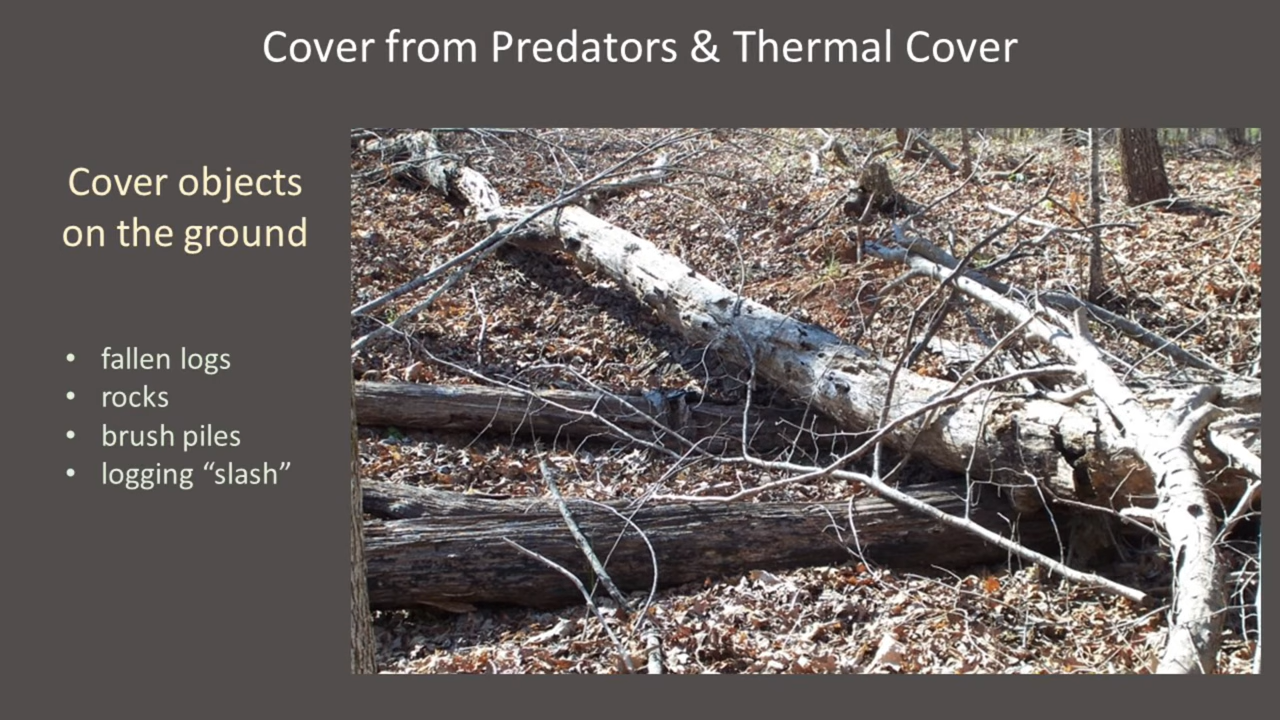 Cover from Predators & Thermal Cover
Cover objects
on the ground
• fallen logs
• rocks
• brush piles
• logging “slash”